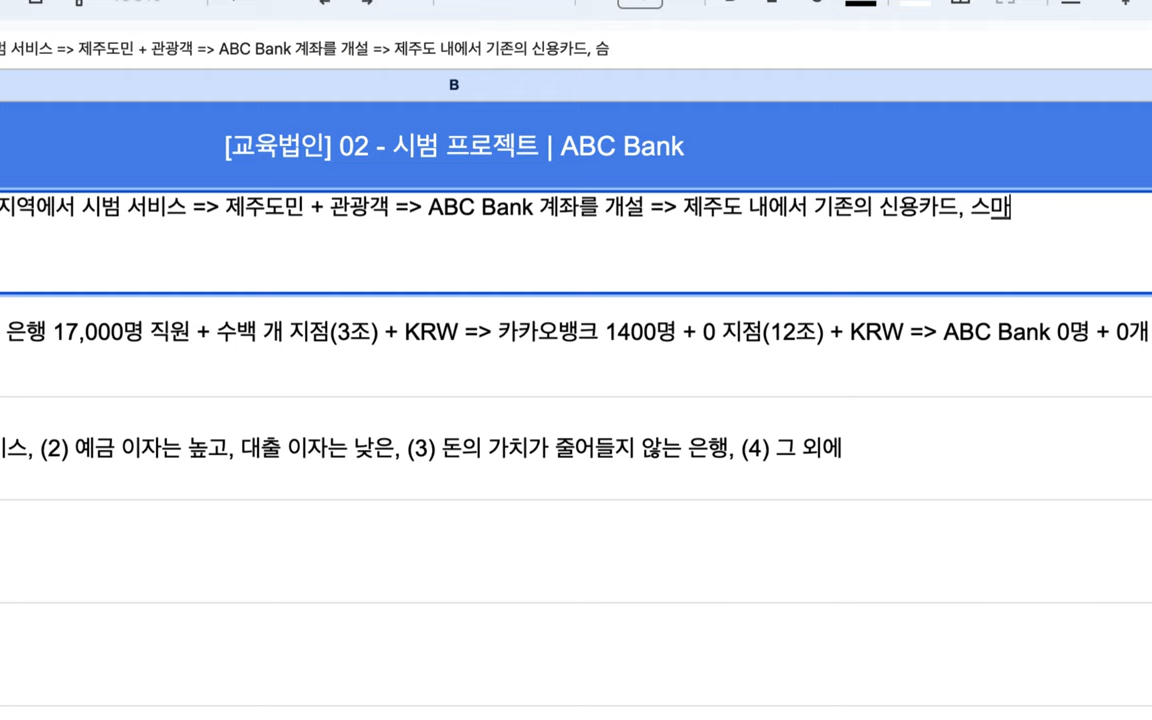 서비스 => 제주도민 + 관광객 => ABC Bank 계좌를 개설 => 제주도 내에서 기존의 신용카드, 슴
B
[교육법인] 02 - 시범 프로젝트 | ABC Bank
지역에서 시범 서비스 => 제주도민 + 관광객 => ABC Bank 계좌를 개설 => 제주도 내에서 기존의 신용카드, 스마
은행 17,000명 직원 + 수백 개 지점(3조) + KRW => 카카오뱅크 1400명 + 0 지점(12조) + KRW => ABC Bank 0명 + 0개
(2) 예금 이자는 높고, 대출 이자는 낮은, (3) 돈의 가치가 줄어들지 않는 은행, (4) 그 외에